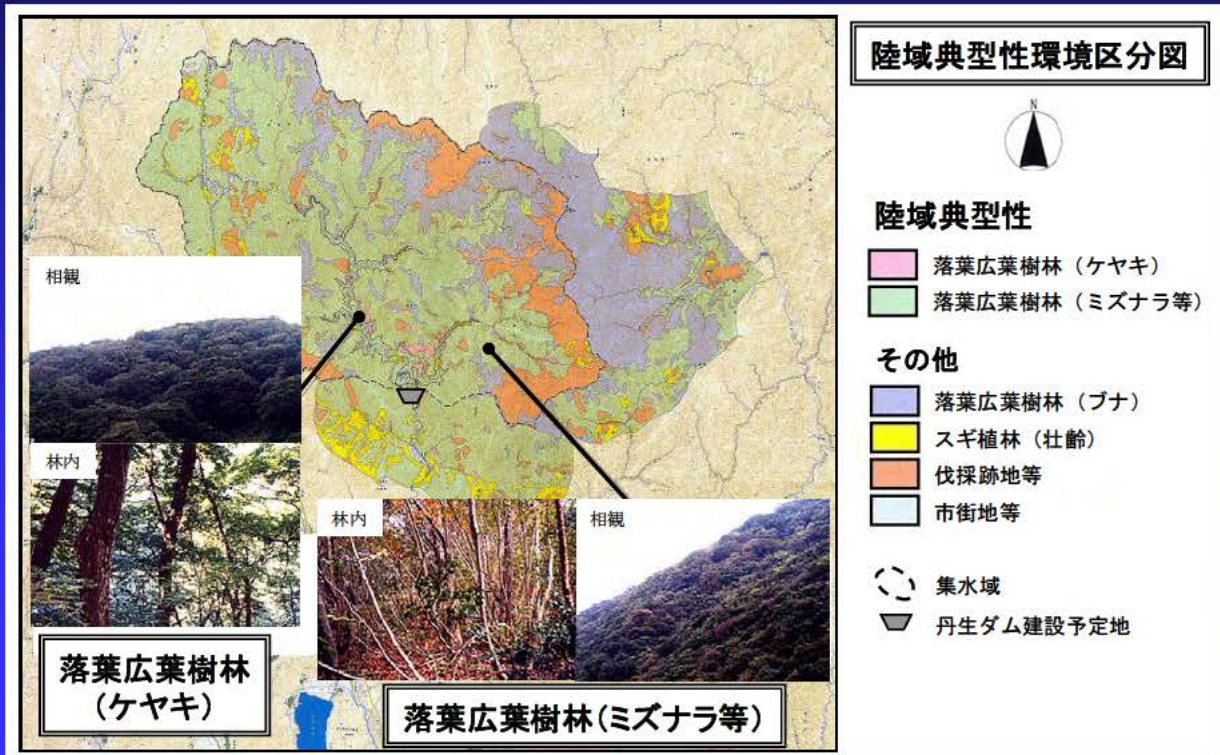 陸域典型性環境区分図
N
陸域典型性
落葉広葉樹林（ケヤキ）
落葉広葉樹林（ミズナラ等）
その他
落葉広葉樹林（ブナ）
スギ植林（壮齢）
伐採跡地等
市街地等
集水域
丹生ダム建設予定地
相観
林内
落葉広葉樹林
（ケヤキ）
林内
相観
落葉広葉樹林（ミズナラ等）